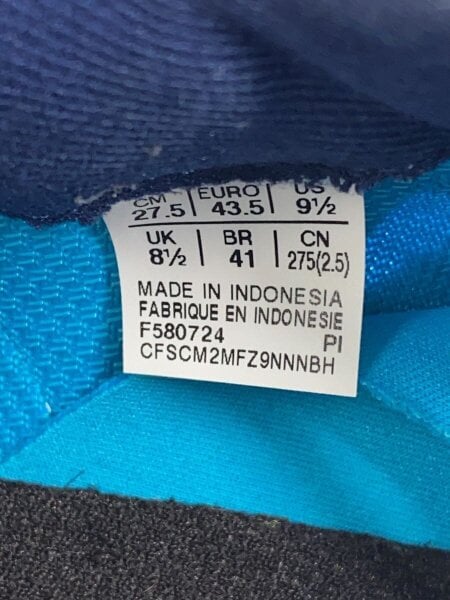 CM | EURO | US
27.5 | 43.5 | 9½
UK | BR | CN
8½ | 41 | 275(2.5)
MADE IN INDONESIA
FABRIQUE EN INDONESIE
F580724 PI
CFSCM2MFZ9NNNBH